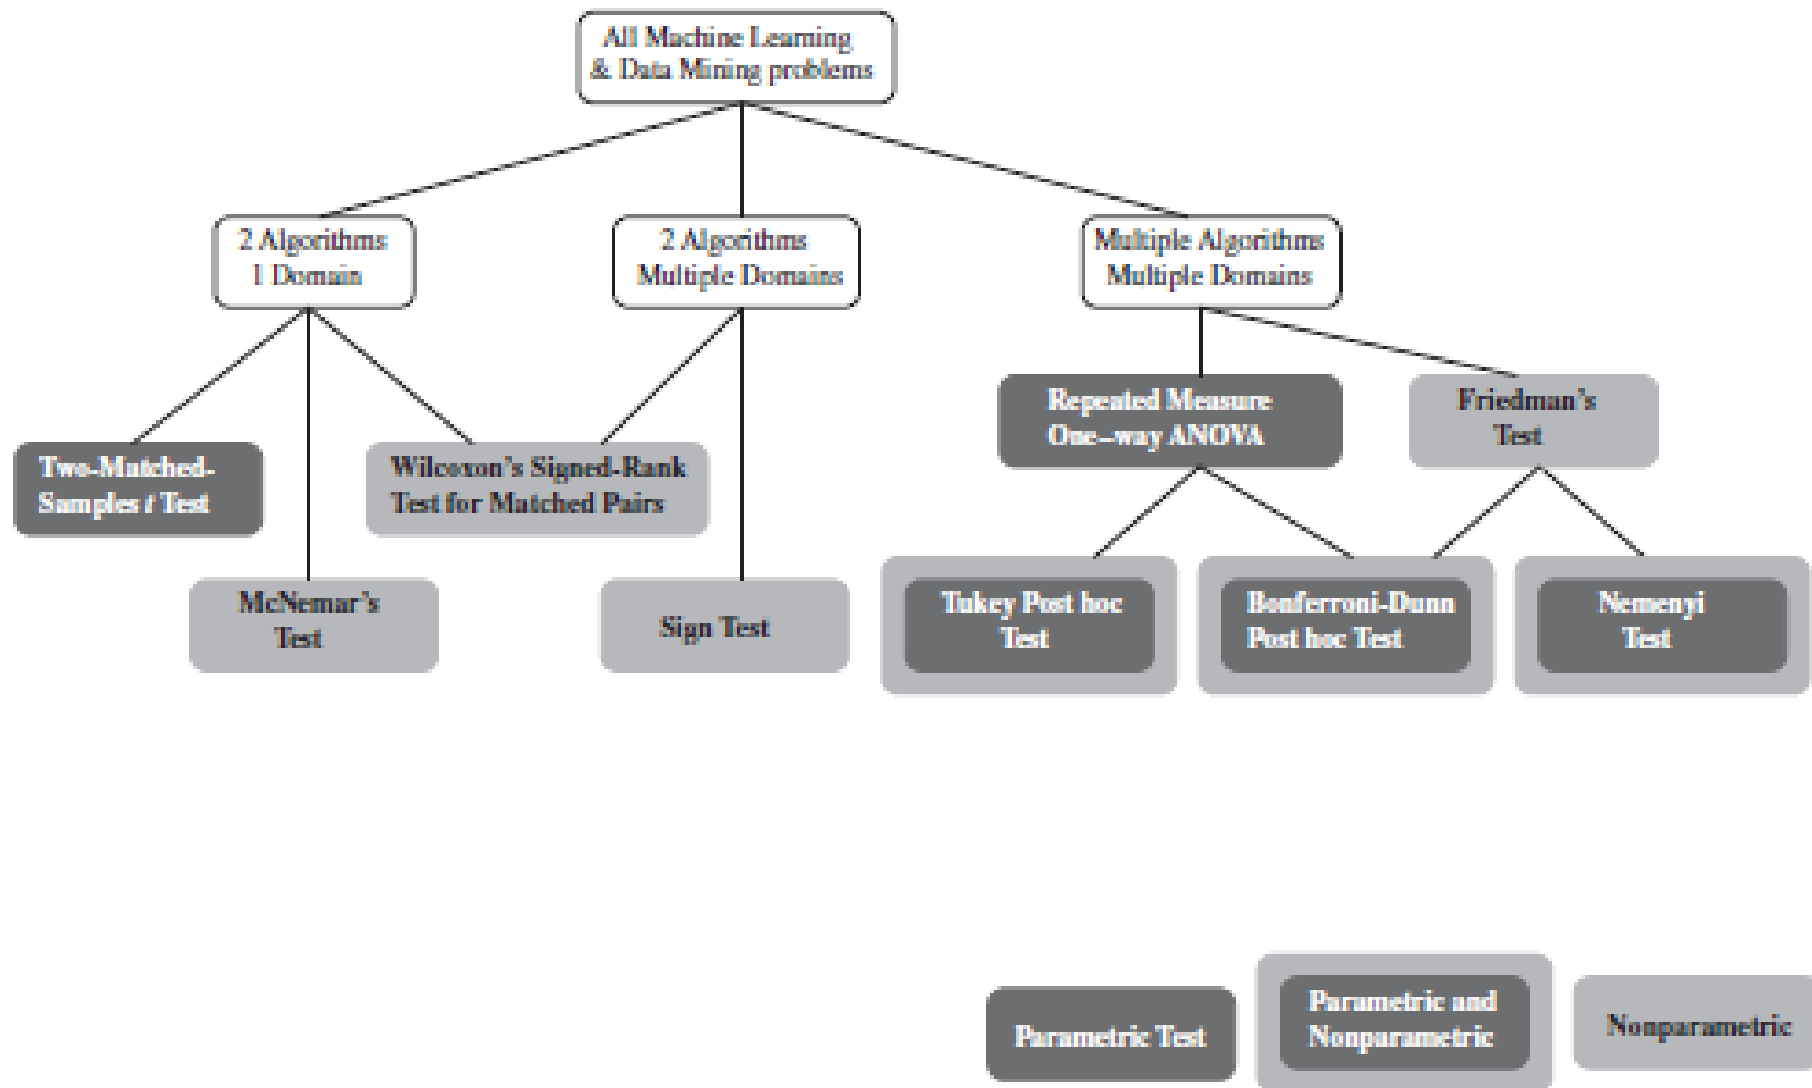 All Machine Learning
& Data Mining problems
2 Algorithms
1 Domain
2 Algorithms
Multiple Domains
Multiple Algorithms
Multiple Domains
Repeated Measure
One-way ANOVA
Friedman's
Test
Two-Matched-
Samples t Test
Wilcoxon's Signed-Rank
Test for Matched Pairs
McNemar's
Test
Sign Test
Tukey Post hoc
Test
Bonferroni-Dunn
Post hoc Test
Nemenyi
Test
Parametric Test
Parametric and
Nonparametric
Nonparametric